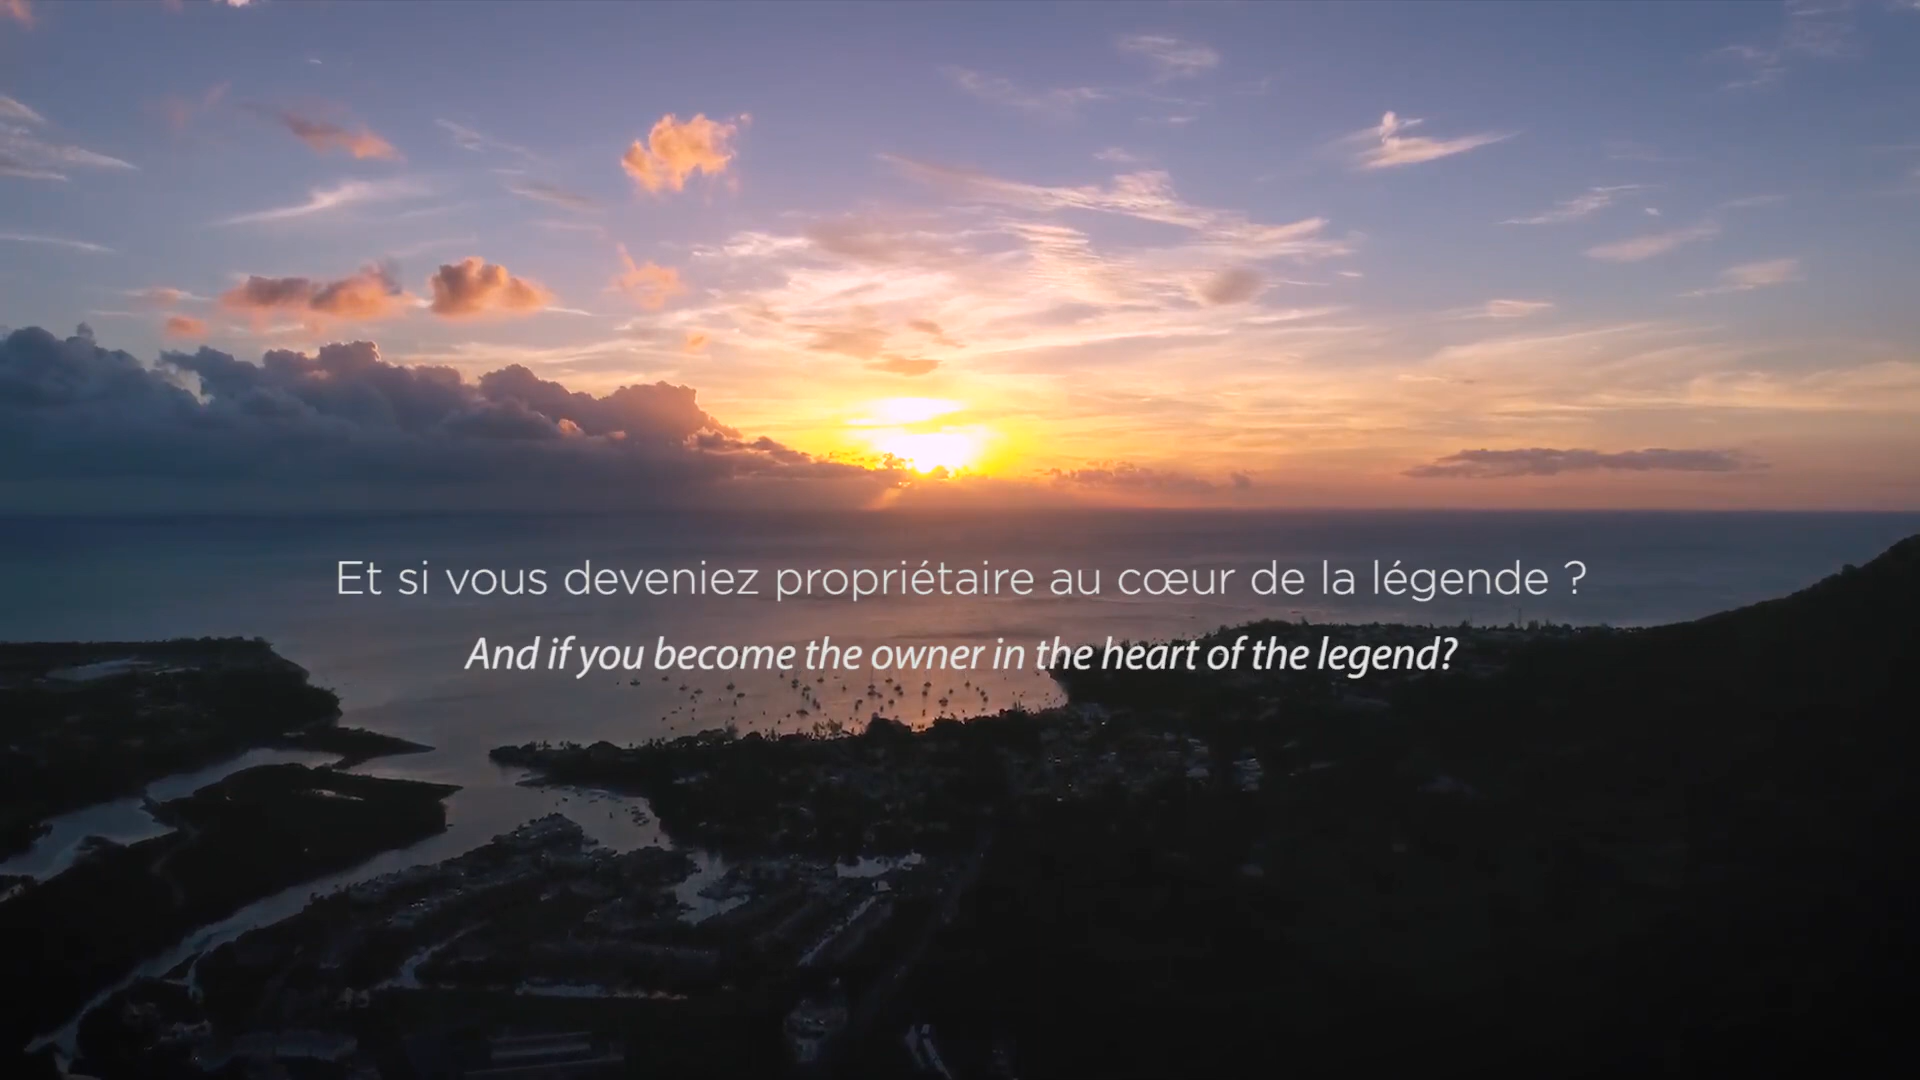 Et si vous deveniez propriétaire au cœur de la légende ?
And if you become the owner in the heart of the legend?